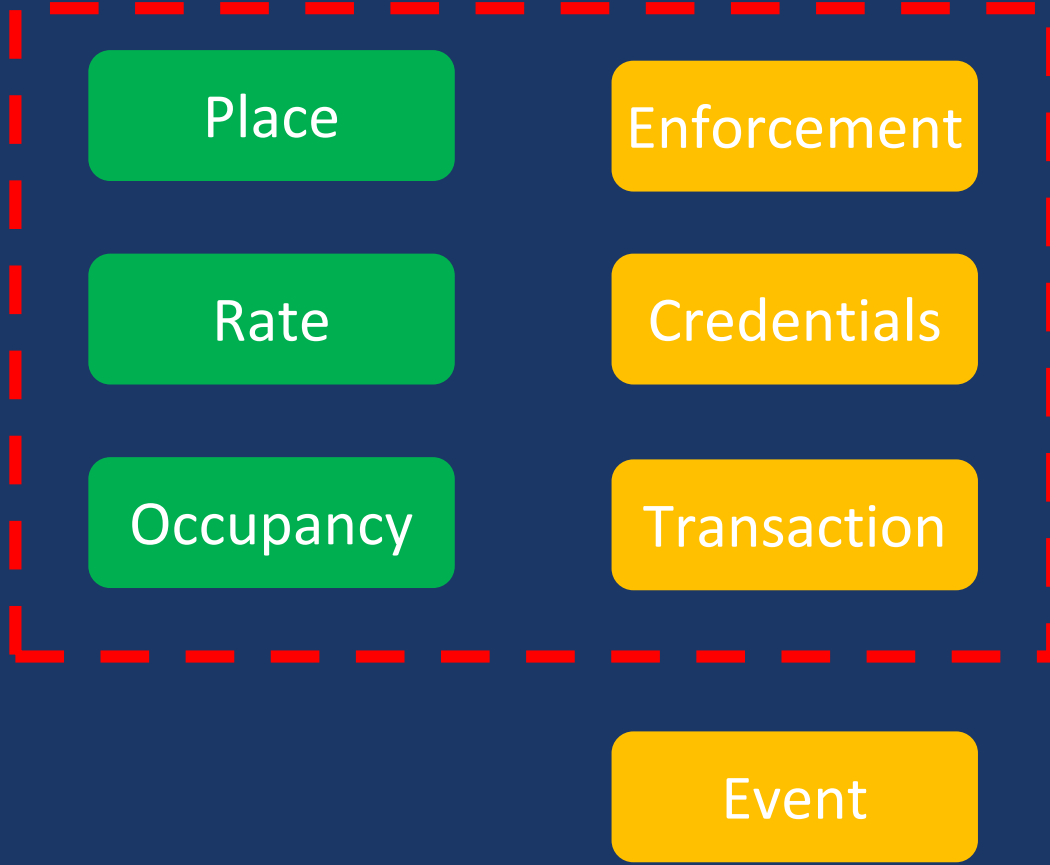 Place
Enforcement
Rate
Credentials
Occupancy
Transaction
Event